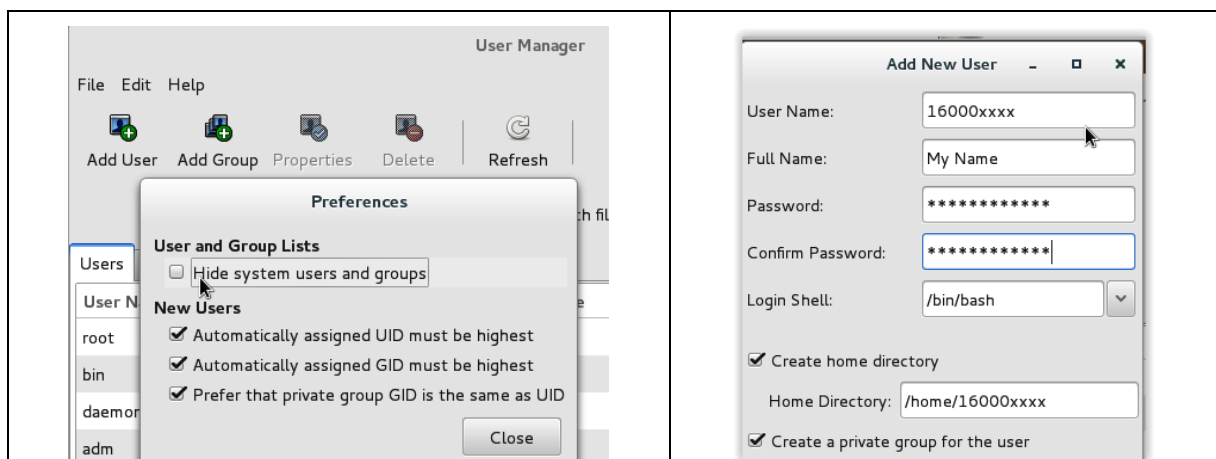 User Manager
File Edit Help
Add User Add Group Properties Delete Refresh
Preferences
User and Group Lists
Hide system users and groups
New Users
Automatically assigned UID must be highest
Automatically assigned GID must be highest
Prefer that private group GID is the same as UID
Close
Users
User N
root
bin
daemor
adm
Add New User
User Name: 16000xxxx
Full Name: My Name
Password: ************
Confirm Password: ************
Login Shell: /bin/bash
Create home directory
Home Directory: /home/16000xxxx
Create a private group for the user